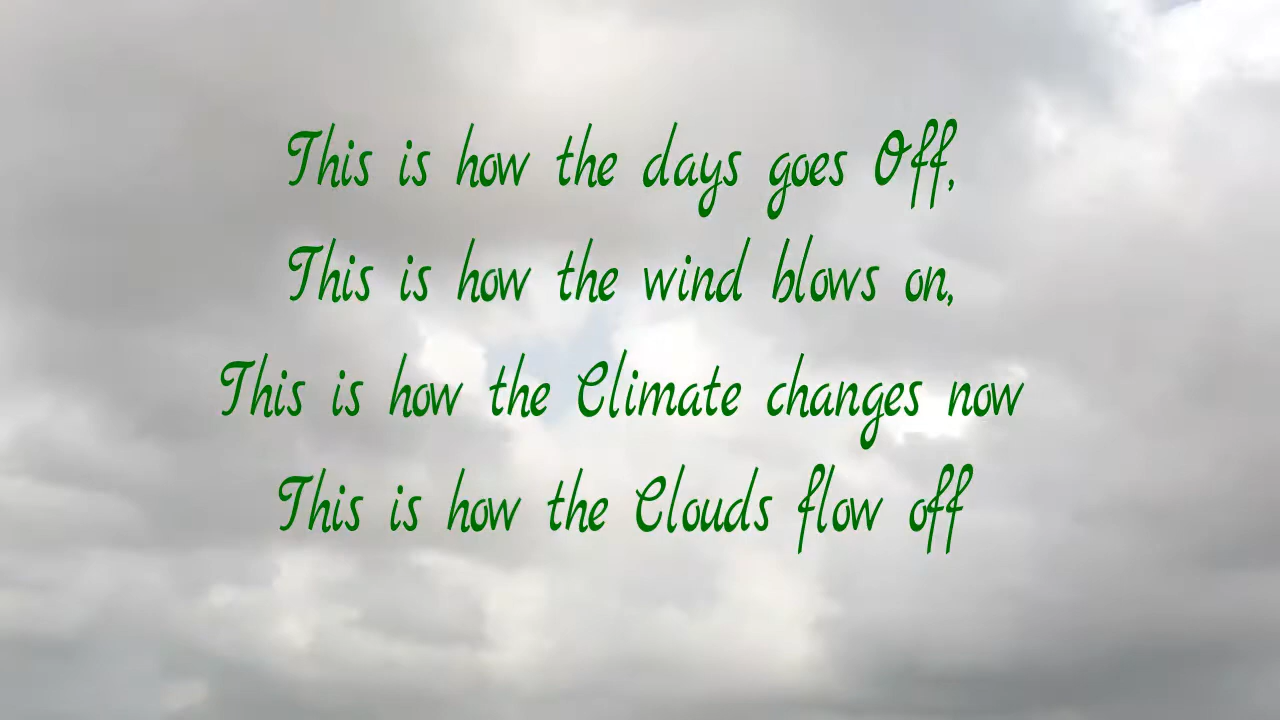 This is how the days goes Off,
This is how the wind blows on,
This is how the Climate changes now
This is how the Clouds flow off